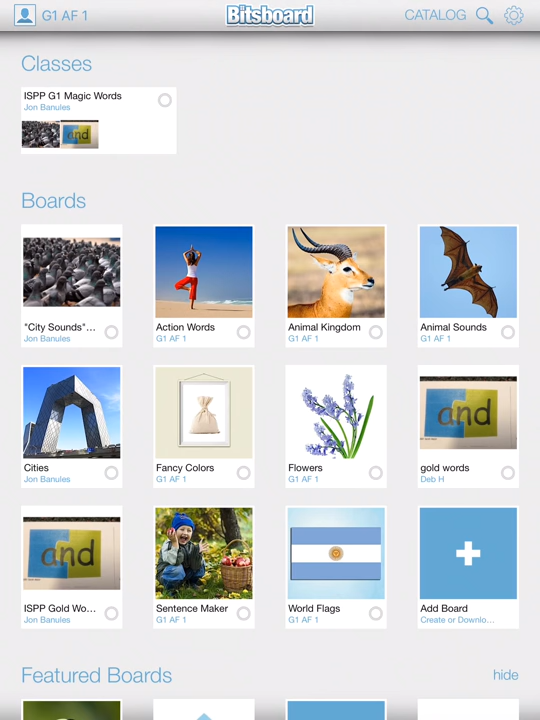 G1 AF 1
Bitsboard
CATALOG
Classes
ISPP G1 Magic Words
Jon Banules
and
Boards
"City Sounds"...
Jon Banules
Action Words
G1 AF 1
Animal Kingdom
G1 AF 1
Animal Sounds
G1 AF 1
and
Cities
Jon Banules
Fancy Colors
G1 AF 1
Flowers
G1 AF 1
gold words
Deb H
and
ISPP Gold Wo...
Jon Banules
Sentence Maker
G1 AF 1
World Flags
G1 AF 1
Add Board
Create or Downlo...
Featured Boards
hide